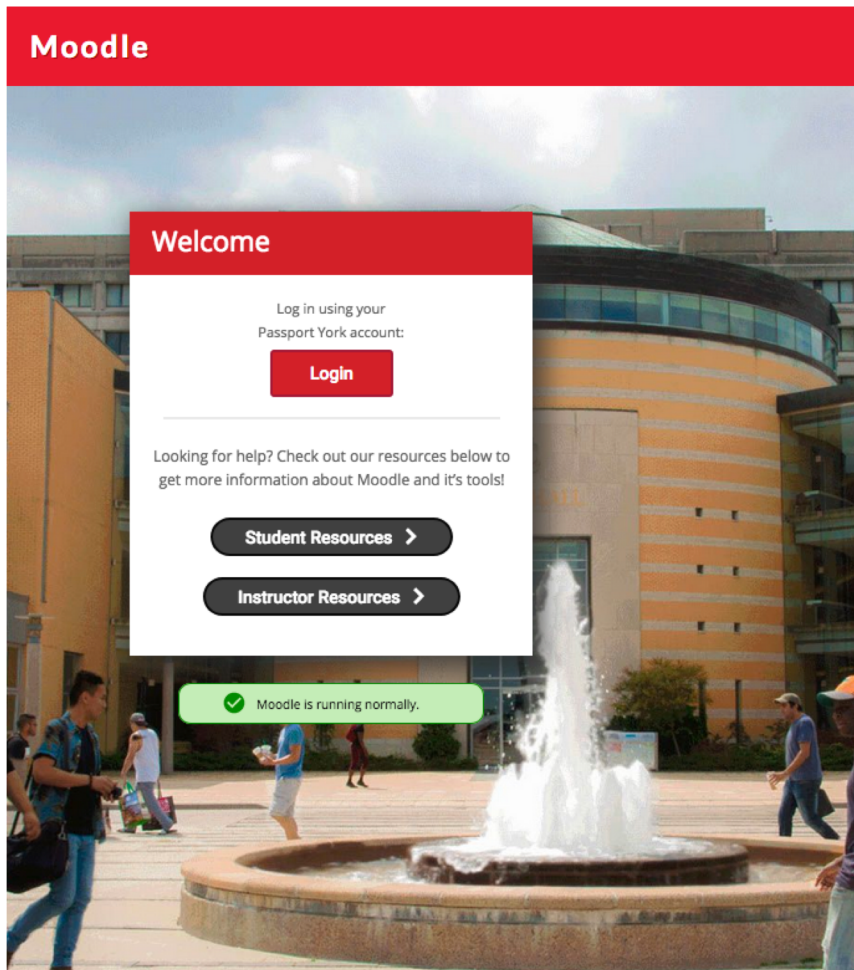 Moodle
Welcome
Log in using your
Passport York account:
Login
Looking for help? Check out our resources below to
get more information about Moodle and it's tools!
Student Resources
Instructor Resources
Moodle is running normally.